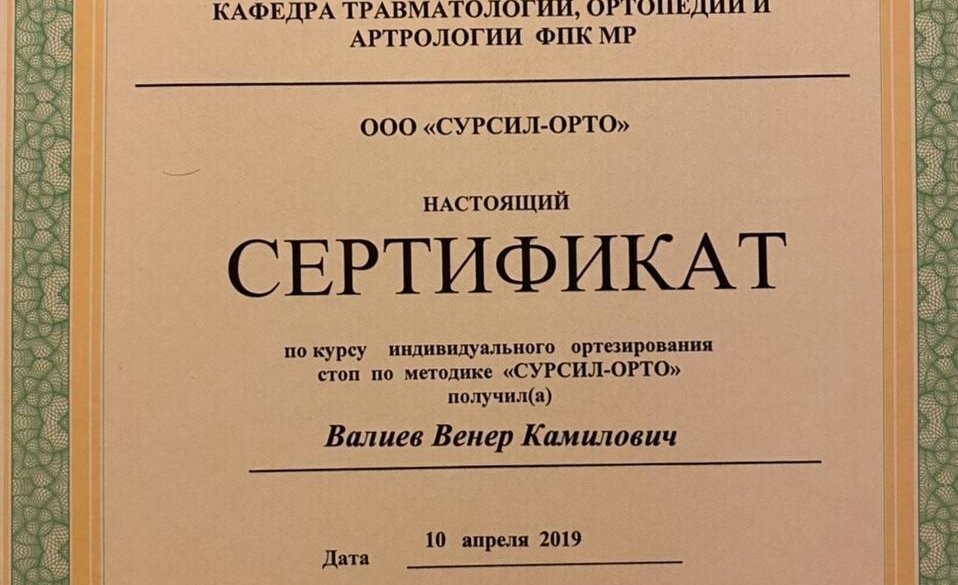 КАФЕДРА ТРАВМАТОЛОГИИ, ОРТОПЕДИИ И
АРТРОЛОГИИ ФПК МР
ООО «СУРСИЛ-ОРТО»
НАСТОЯЩИЙ
СЕРТИФИКАТ
по курсу индивидуального ортезирования
стоп по методике «СУРСИЛ-ОРТО»
получил(а)
Валиев Венер Камилович
10 апреля 2019
Дата